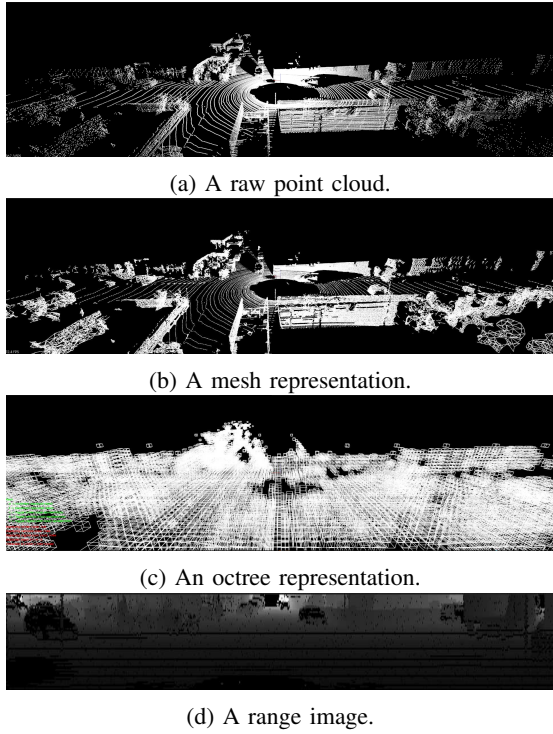 (a) A raw point cloud.
(b) A mesh representation.
(c) An octree representation.
(d) A range image.